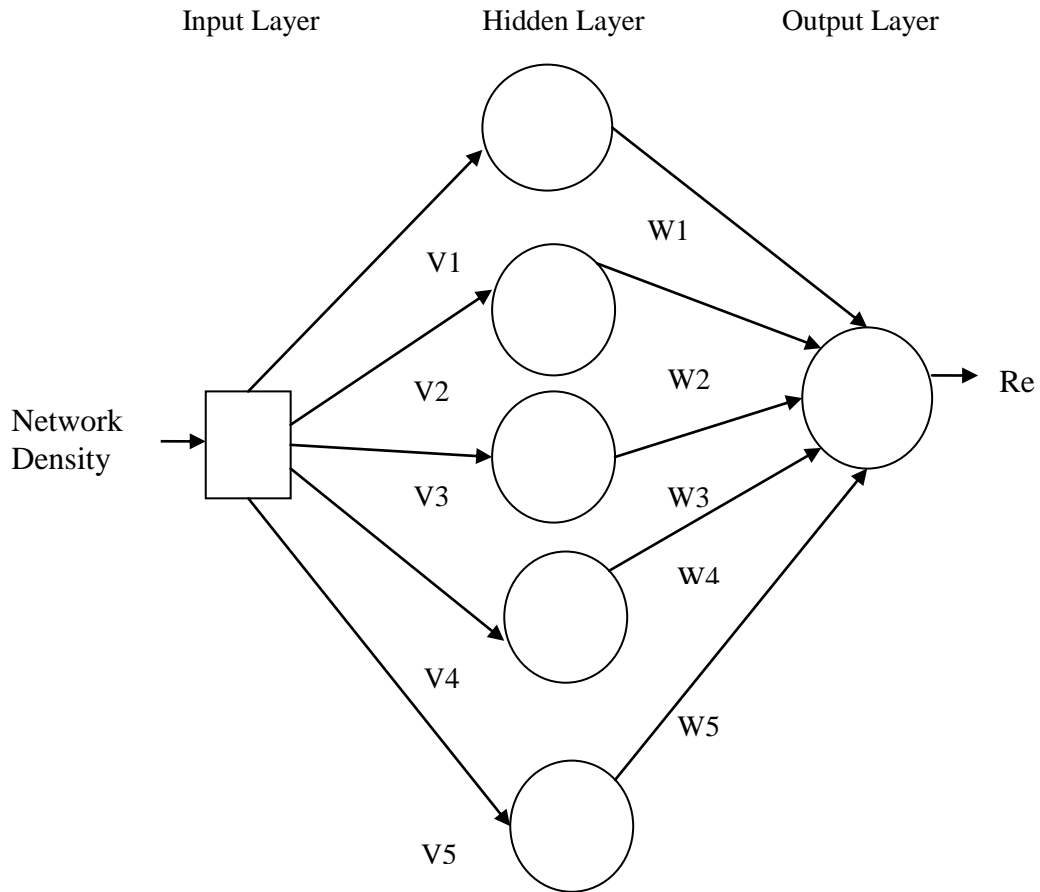 Input Layer
Hidden Layer
Output Layer
W1
V1
V2
W2
Re
Network
Density
V3
W3
W4
V4
W5
V5